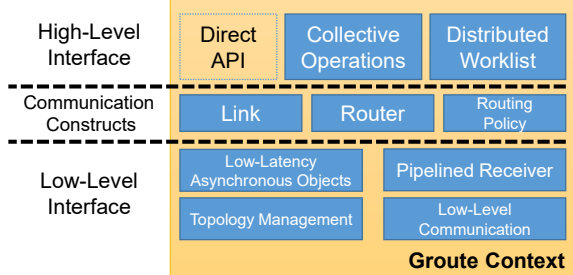 High-Level
Interface
Direct
API
Collective
Operations
Distributed
Worklist
Communication
Constructs
Link
Router
Routing
Policy
Low-Level
Interface
Low-Latency
Asynchronous Objects
Pipelined Receiver
Topology Management
Low-Level
Communication
Groute Context